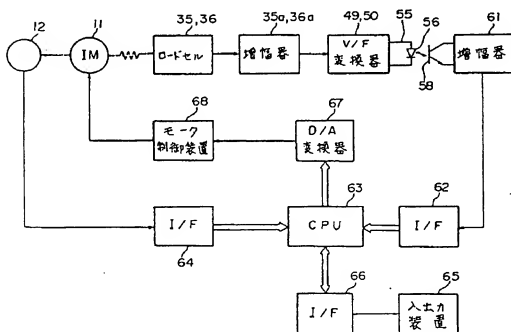 12
11
35,36
35a,36a
49,50
55
56
61
IM
ロードセル
増幅器
V/F
変換器
58
増幅器
68
67
モータ
制御装置
D/A
変換器
63
62
I/F
CPU
I/F
64
66
65
I/F
入出力
装置